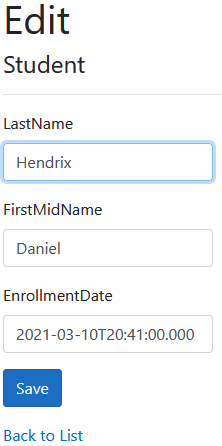 Edit
Student
LastName
Hendrix
FirstMidName
Daniel
EnrollmentDate
2021-03-10T20:41:00.000
Save
Back to List